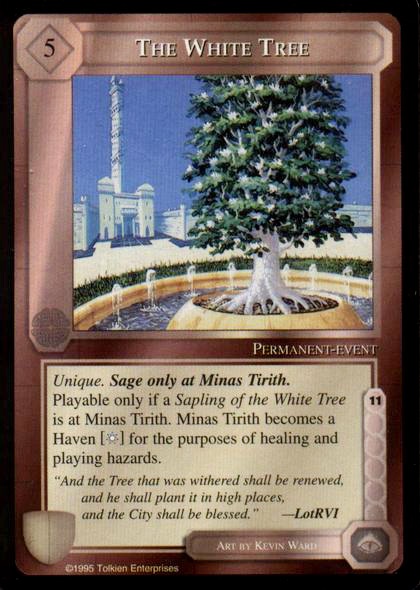 5
THE WHITE TREE
PERMANENT-EVENT
Unique. Sage only at Minas Tirith.
Playable only if a Sapling of the White Tree
is at Minas Tirith. Minas Tirith becomes a
Haven [ ] for the purposes of healing and
playing hazards.
11
“And the Tree that was withered shall be renewed,
and he shall plant it in high places,
and the City shall be blessed.” —LotRVI
ART BY KEVIN WARD
©1995 Tolkien Enterprises